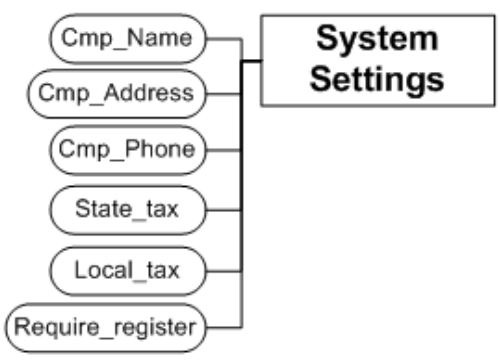 Cmp_Name
System
Settings
Cmp_Address
Cmp_Phone
State_tax
Local_tax
Require_register